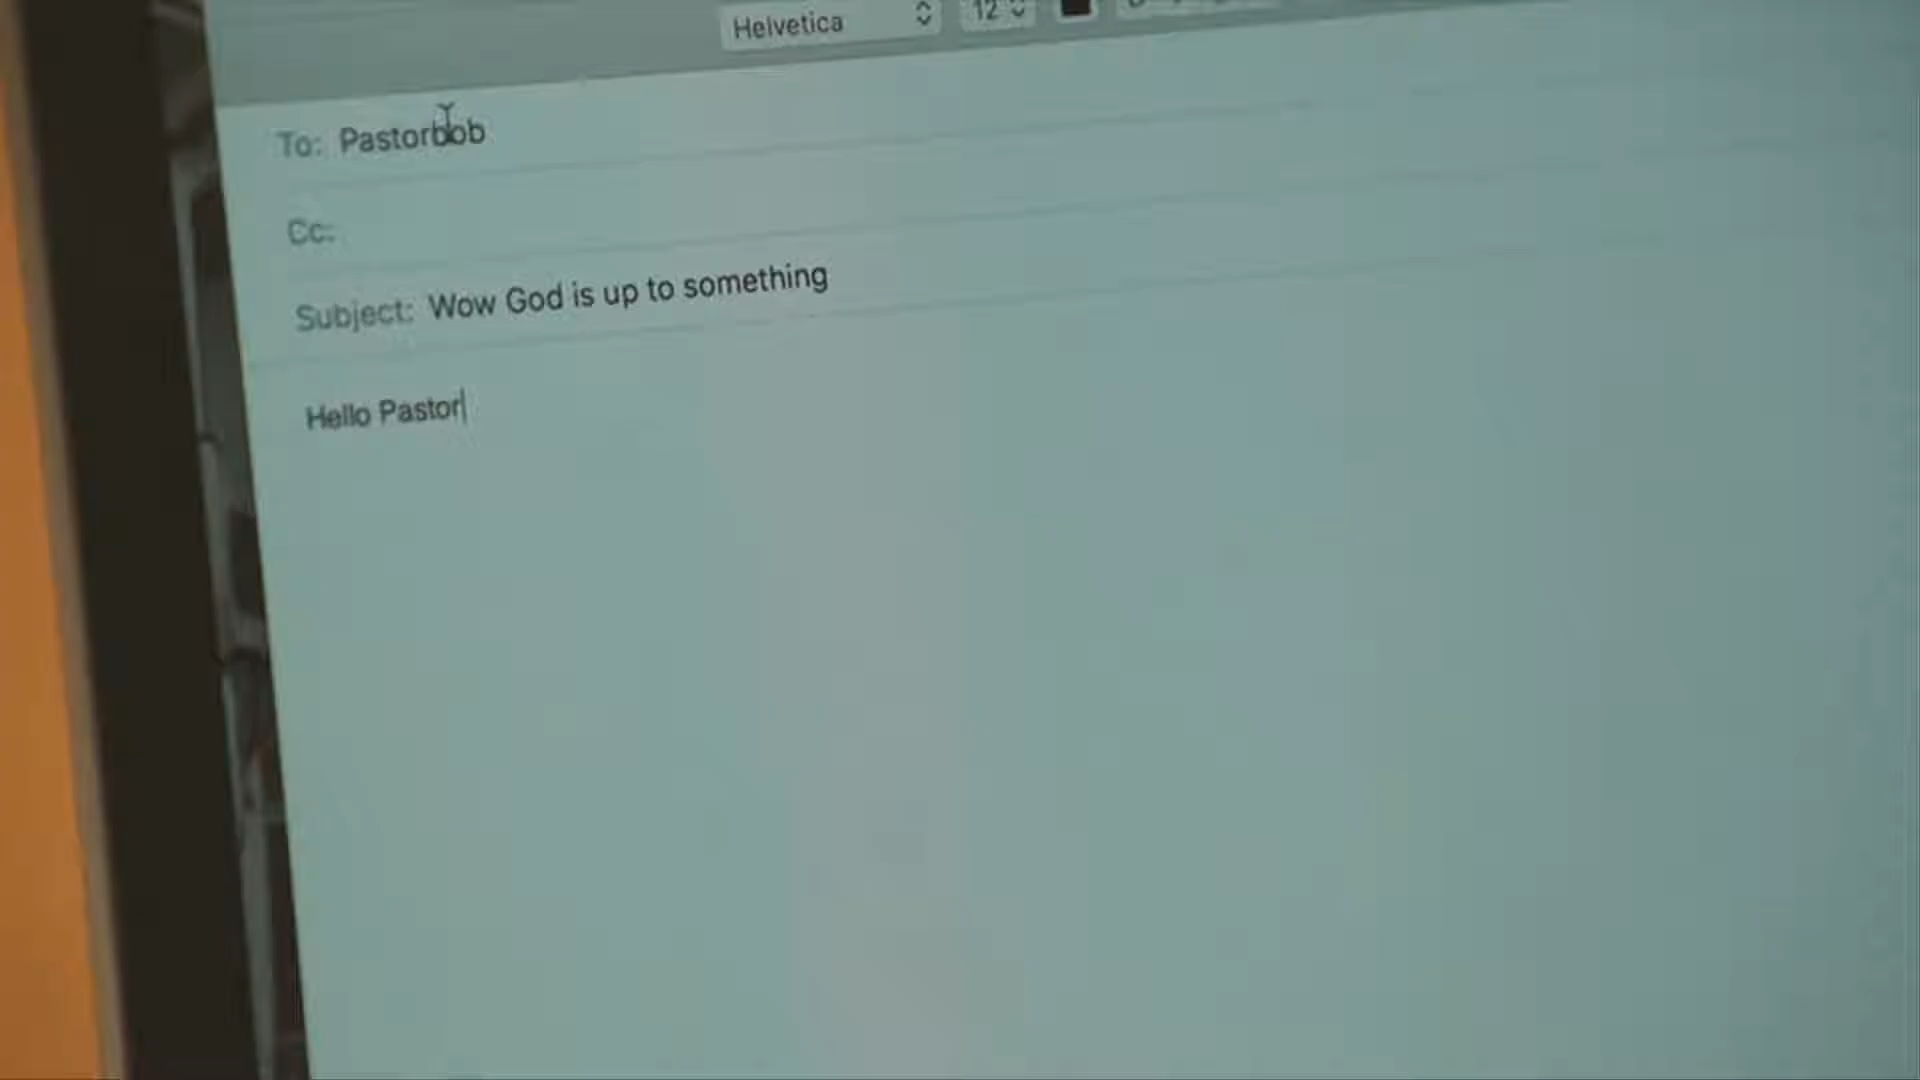 Helvetica 12
To: Pastorbob
Cc:
Subject: Wow God is up to something
Hello Pastor